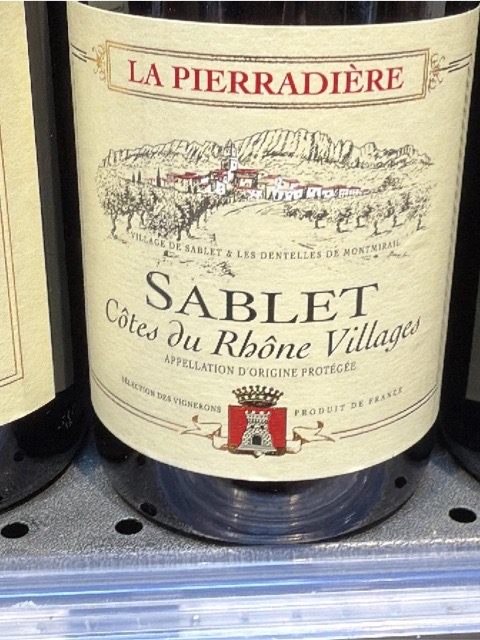 LA PIERRADIÈRE
VILLAGE DE SABLET & LES DENTELLES DE MONTMIRAIL
SABLET
Côtes du Rhône Villages
APPELLATION D'ORIGINE PROTÉGÉE
SÉLECTION DES VIGNERONS PRODUIT DE FRANCE